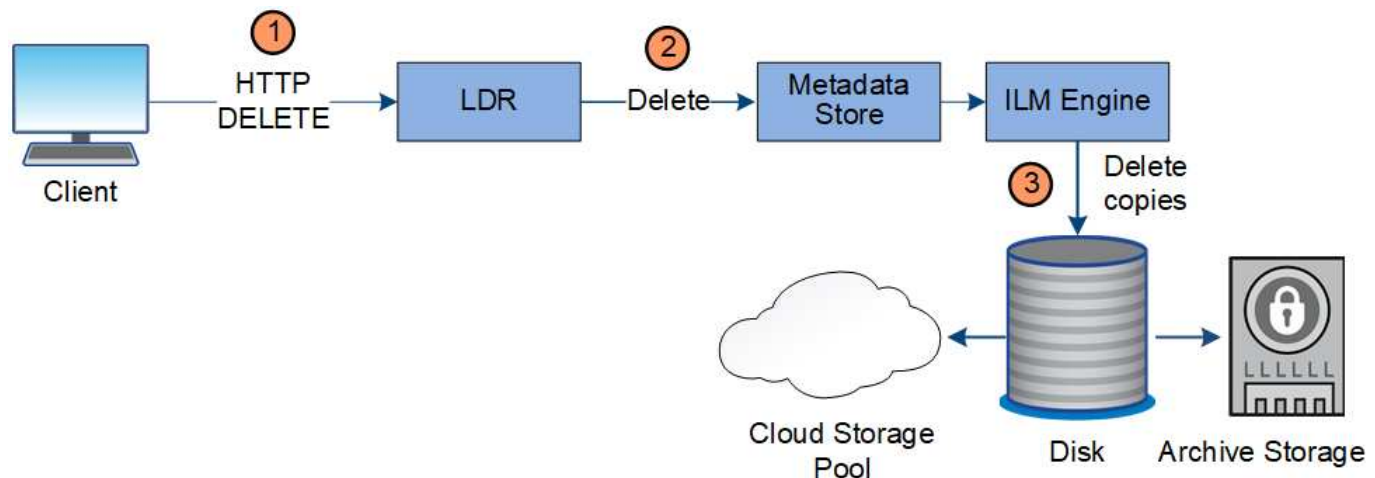 1
HTTP
DELETE
Client
LDR
2
Delete
Metadata
Store
ILM Engine
3
Delete
copies
Cloud Storage
Pool
Disk
LLLLLL
Archive Storage